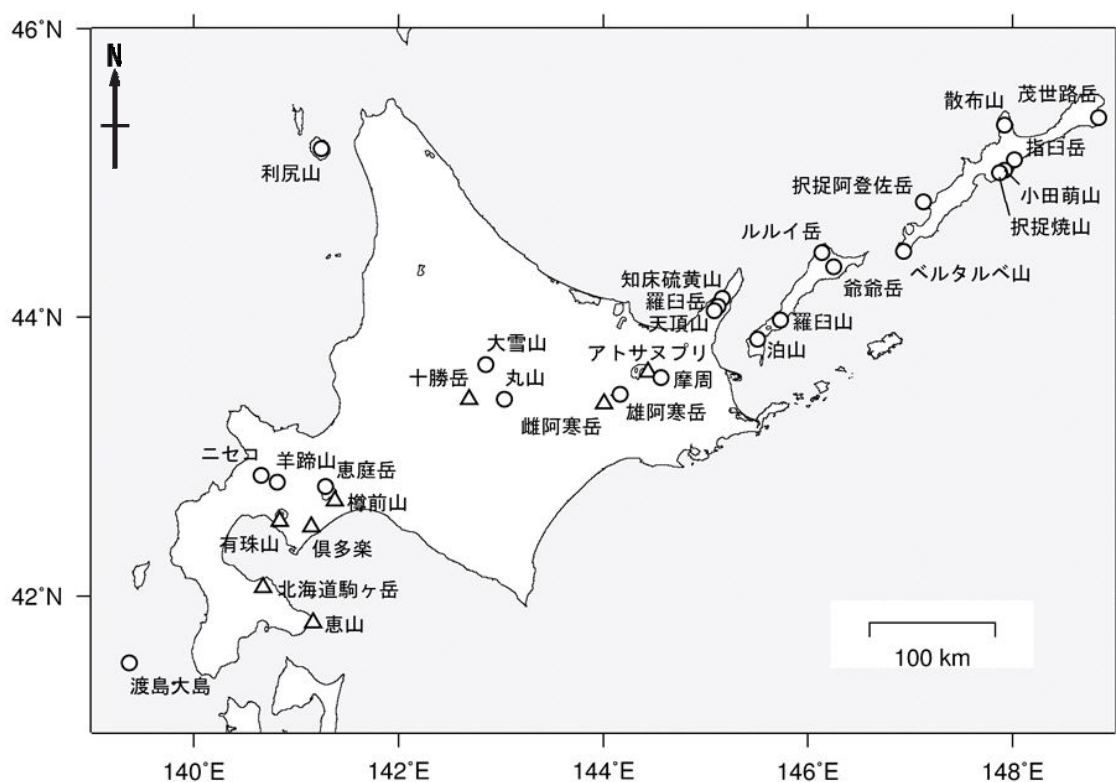 46°N
N
散布山
茂世路岳
指臼岳
利尻山
択捉阿登佐岳
小田萌山
択捉焼山
ルルイ岳
ベルタルベ山
知床硫黄山
爺爺岳
44°N
羅臼岳
天頂山
羅臼山
泊山
大雪山
アトサヌプリ
十勝岳
丸山
摩周
雌阿寒岳
雄阿寒岳
ニセコ
羊蹄山
恵庭岳
樽前山
有珠山
倶多楽
42°N
北海道駒ヶ岳
恵山
100 km
渡島大島
140°E
142°E
144°E
146°E
148°E